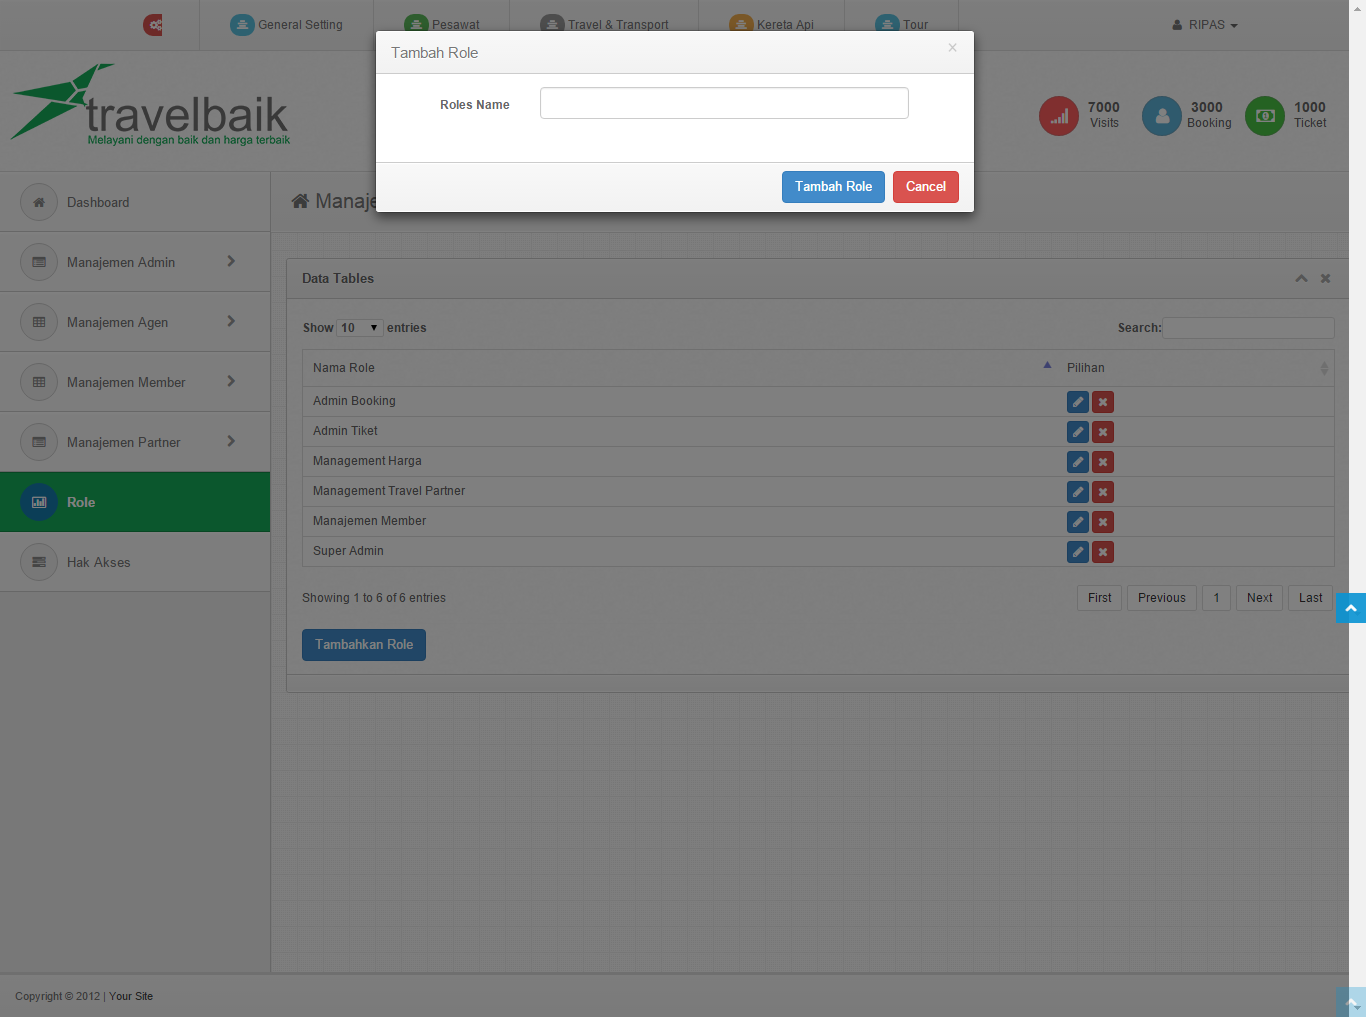 General Setting
Pesawat
Travel & Transport
Kereta Api
Tour
RIPAS
Tambah Role
×
Roles Name
Tambah Role
Cancel
travelbaik
Melayani dengan baik dan harga terbaik
7000
Visits
3000
Booking
1000
Ticket
Dashboard
Manajemen Admin
Manajemen Agen
Manajemen Member
Manajemen Partner
Role
Hak Akses
Data Tables
Show 10 entries
Search:
Nama Role
Pilihan
Admin Booking
Admin Tiket
Management Harga
Management Travel Partner
Manajemen Member
Super Admin
Showing 1 to 6 of 6 entries
First
Previous
1
Next
Last
Tambahkan Role
Copyright © 2012 | Your Site